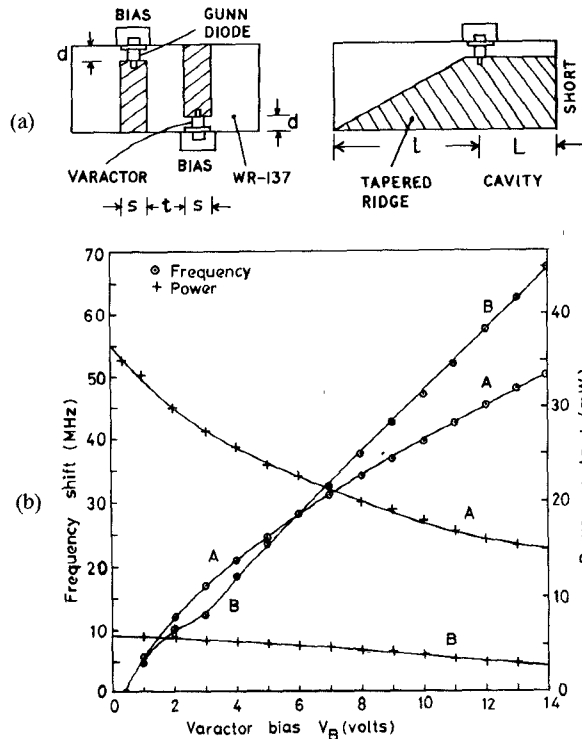 BIAS
GUNN
DIODE
BIAS
d
(a)
d
VARACTOR
BIAS
WR-137
s t s
SHORT
l L
TAPERED
RIDGE
CAVITY
(b)
70
60
50
40
30
20
10
0
Frequency shift (MHz)
Frequency
Power
B
A
A
A
B
B
40
30
20
10
0
0 2 4 6 8 10 12 14
Varactor bias VB (volts)